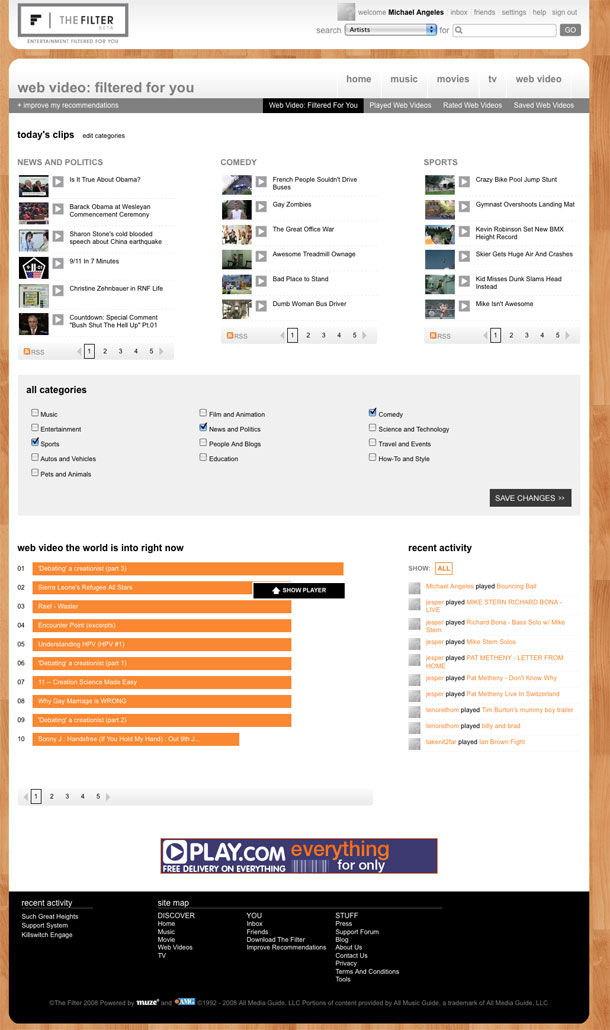 F | THE FILTER
BETA
ENTERTAINMENT FILTERED FOR YOU
welcome Michael Angeles inbox friends settings help sign out
search Artists for GO
home music movies tv web video
web video: filtered for you
+ improve my recommendations Web Video: Filtered For You Played Web Videos Rated Web Videos Saved Web Videos
today's clips edit categories
NEWS AND POLITICS
Is It True About Obama?
Barack Obama at Wesleyan
Commencement Ceremony
Sharon Stone's cold blooded
speech about China earthquake
9/11 In 7 Minutes
Christine Zehnbauer in RNF Life
Countdown: Special Comment
"Bush Shut The Hell Up" Pt.01
RSS 1 2 3 4 5
COMEDY
French People Souldn't Drive
Buses
Gay Zombies
The Great Office War
Awesome Treadmill Ownage
Bad Place to Stand
Dumb Woman Bus Driver
RSS 1 2 3 4 5
SPORTS
Crazy Bike Pool Jump Stunt
Gymnast Overshoots Landing Mat
Kevin Robinson Set New BMX
Height Record
Skier Gets Huge Air And Crashes
Kid Misses Dunk Slams Head
Instead
Mike Isn't Awesome
RSS 1 2 3 4 5
all categories
Music Film and Animation Comedy
Entertainment News and Politics Science and Technology
Sports People And Blogs Travel and Events
Autos and Vehicles Education How-To and Style
Pets and Animals
SAVE CHANGES >>
web video the world is into right now
01 'Debating' a creationist (part 3)
02 Sierra Leone's Refugee All Stars SHOW PLAYER
03 Reef - Waster
04 Encounter Point (excerpts)
05 Understanding HPV (HPV #1)
06 'Debating' a creationist (part 1)
07 11 -- Creation Science Made Easy
08 Why Gay Marriage is WRONG
09 'Debating' a creationist (part 2)
10 Sonny J : Handsfree (If You Hold My Hand) : Out 9th J...
1 2 3 4 5
recent activity
SHOW: ALL
Michael Angeles played Bouncing Ball
jesper played MIKE STERN RICHARD BONA -
LIVE
jesper played Richard Bona - Bass Solo w/ Mike
Stern
jesper played Mike Stern Solos
jesper played PAT METHENY - LETTER FROM
HOME
jesper played Pat Metheny - Don't Know Why
jesper played Pat Metheny Live In Switzerland
tenorethom played Tim Burton's mummy boy trailer
tenorethom played billy and brad
takenit2far played Ian Brown Fight
PLAY.COM everything
FREE DELIVERY ON EVERYTHING for only
recent activity
Such Great Heights
Support System
Killswitch Engage
site map
DISCOVER
Home
Music
Movie
Web Videos
TV
YOU
Inbox
Friends
Download The Filter
Improve Recommendations
STUFF
Press
Support Forum
Blog
About Us
Contact Us
Privacy
Terms And Conditions
Tools
©The Filter 2008 Powered by muze and AMG ©1992 - 2008 All Media Guide, LLC Portions of content provided by All Music Guide, a trademark of All Media Guide, LLC